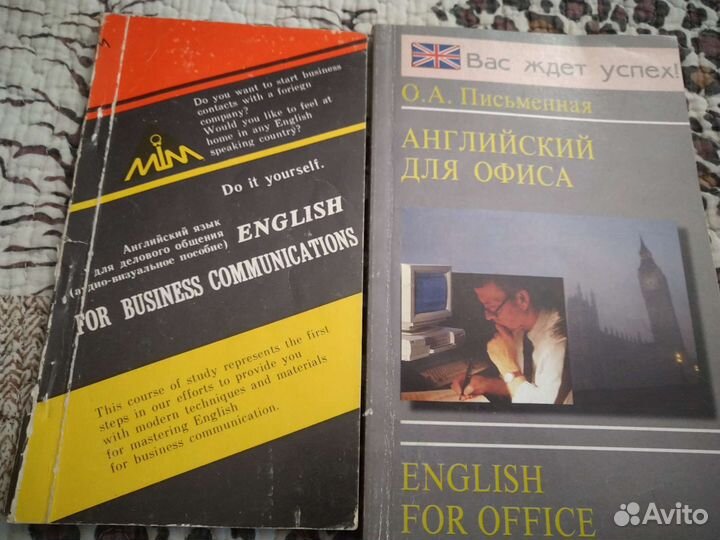 Do you want to start business
contacts with a foriegn
company?
Would you like to feel at
home in any English
speaking country?
MiM
Do it yourself.
Английский язык
для делового общения
(аудио-визуальное пособие)
ENGLISH
FOR BUSINESS COMMUNICATIONS
This course of study represents the first
steps in our efforts to provide you
with modern techniques and materials
for mastering English
for business communication.
Вас ждет успех!
О.А. Письменная
АНГЛИЙСКИЙ
ДЛЯ ОФИСА
ENGLISH
FOR OFFICE
Avito